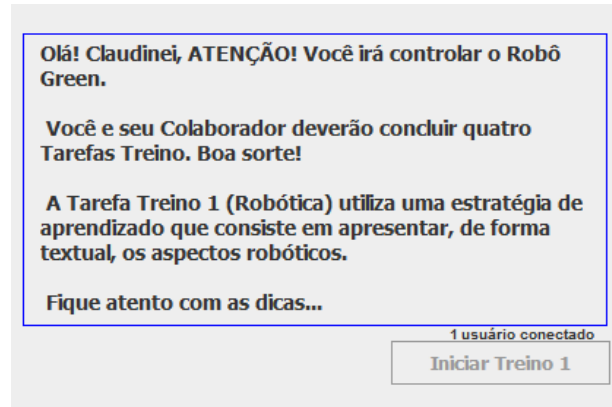 Olá! Claudinei, ATENÇÃO! Você irá controlar o Robô
Green.
Você e seu Colaborador deverão concluir quatro
Tarefas Treino. Boa sorte!
A Tarefa Treino 1 (Robótica) utiliza uma estratégia de
aprendizado que consiste em apresentar, de forma
textual, os aspectos robóticos.
Fique atento com as dicas...
1 usuário conectado
Iniciar Treino 1